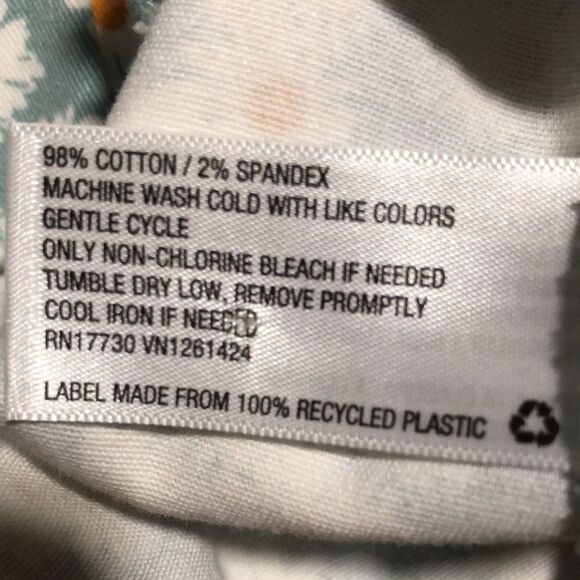 98% COTTON / 2% SPANDEX
MACHINE WASH COLD WITH LIKE COLORS
GENTLE CYCLE
ONLY NON-CHLORINE BLEACH IF NEEDED
TUMBLE DRY LOW, REMOVE PROMPTLY
COOL IRON IF NEEDED
RN17730 VN1261424
LABEL MADE FROM 100% RECYCLED PLASTIC